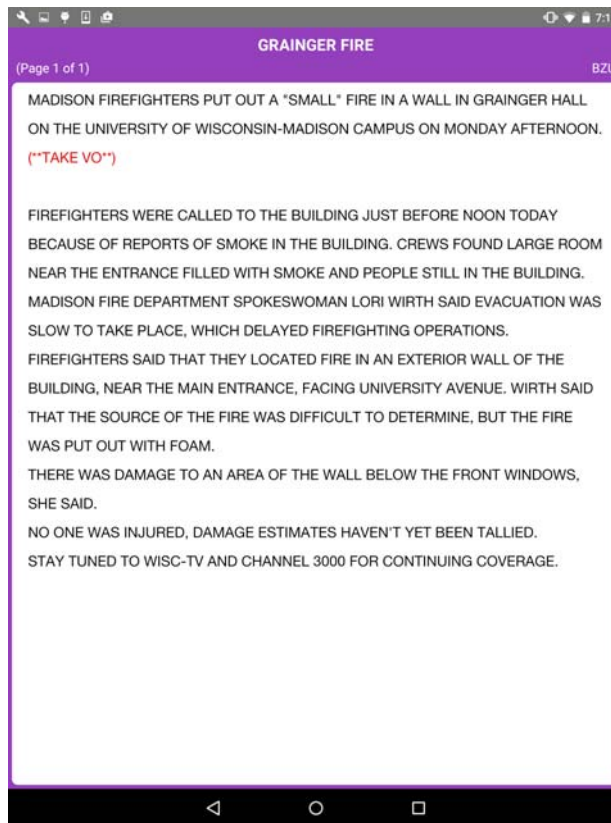 GRAINGER FIRE
(Page 1 of 1)
MADISON FIREFIGHTERS PUT OUT A "SMALL" FIRE IN A WALL IN GRAINGER HALL
ON THE UNIVERSITY OF WISCONSIN-MADISON CAMPUS ON MONDAY AFTERNOON.
(**TAKE VO**)
FIREFIGHTERS WERE CALLED TO THE BUILDING JUST BEFORE NOON TODAY
BECAUSE OF REPORTS OF SMOKE IN THE BUILDING. CREWS FOUND LARGE ROOM
NEAR THE ENTRANCE FILLED WITH SMOKE AND PEOPLE STILL IN THE BUILDING.
MADISON FIRE DEPARTMENT SPOKESWOMAN LORI WIRTH SAID EVACUATION WAS
SLOW TO TAKE PLACE, WHICH DELAYED FIREFIGHTING OPERATIONS.
FIREFIGHTERS SAID THAT THEY LOCATED FIRE IN AN EXTERIOR WALL OF THE
BUILDING, NEAR THE MAIN ENTRANCE, FACING UNIVERSITY AVENUE. WIRTH SAID
THAT THE SOURCE OF THE FIRE WAS DIFFICULT TO DETERMINE, BUT THE FIRE
WAS PUT OUT WITH FOAM.
THERE WAS DAMAGE TO AN AREA OF THE WALL BELOW THE FRONT WINDOWS,
SHE SAID.
NO ONE WAS INJURED, DAMAGE ESTIMATES HAVEN'T YET BEEN TALLIED.
STAY TUNED TO WISC-TV AND CHANNEL 3000 FOR CONTINUING COVERAGE.